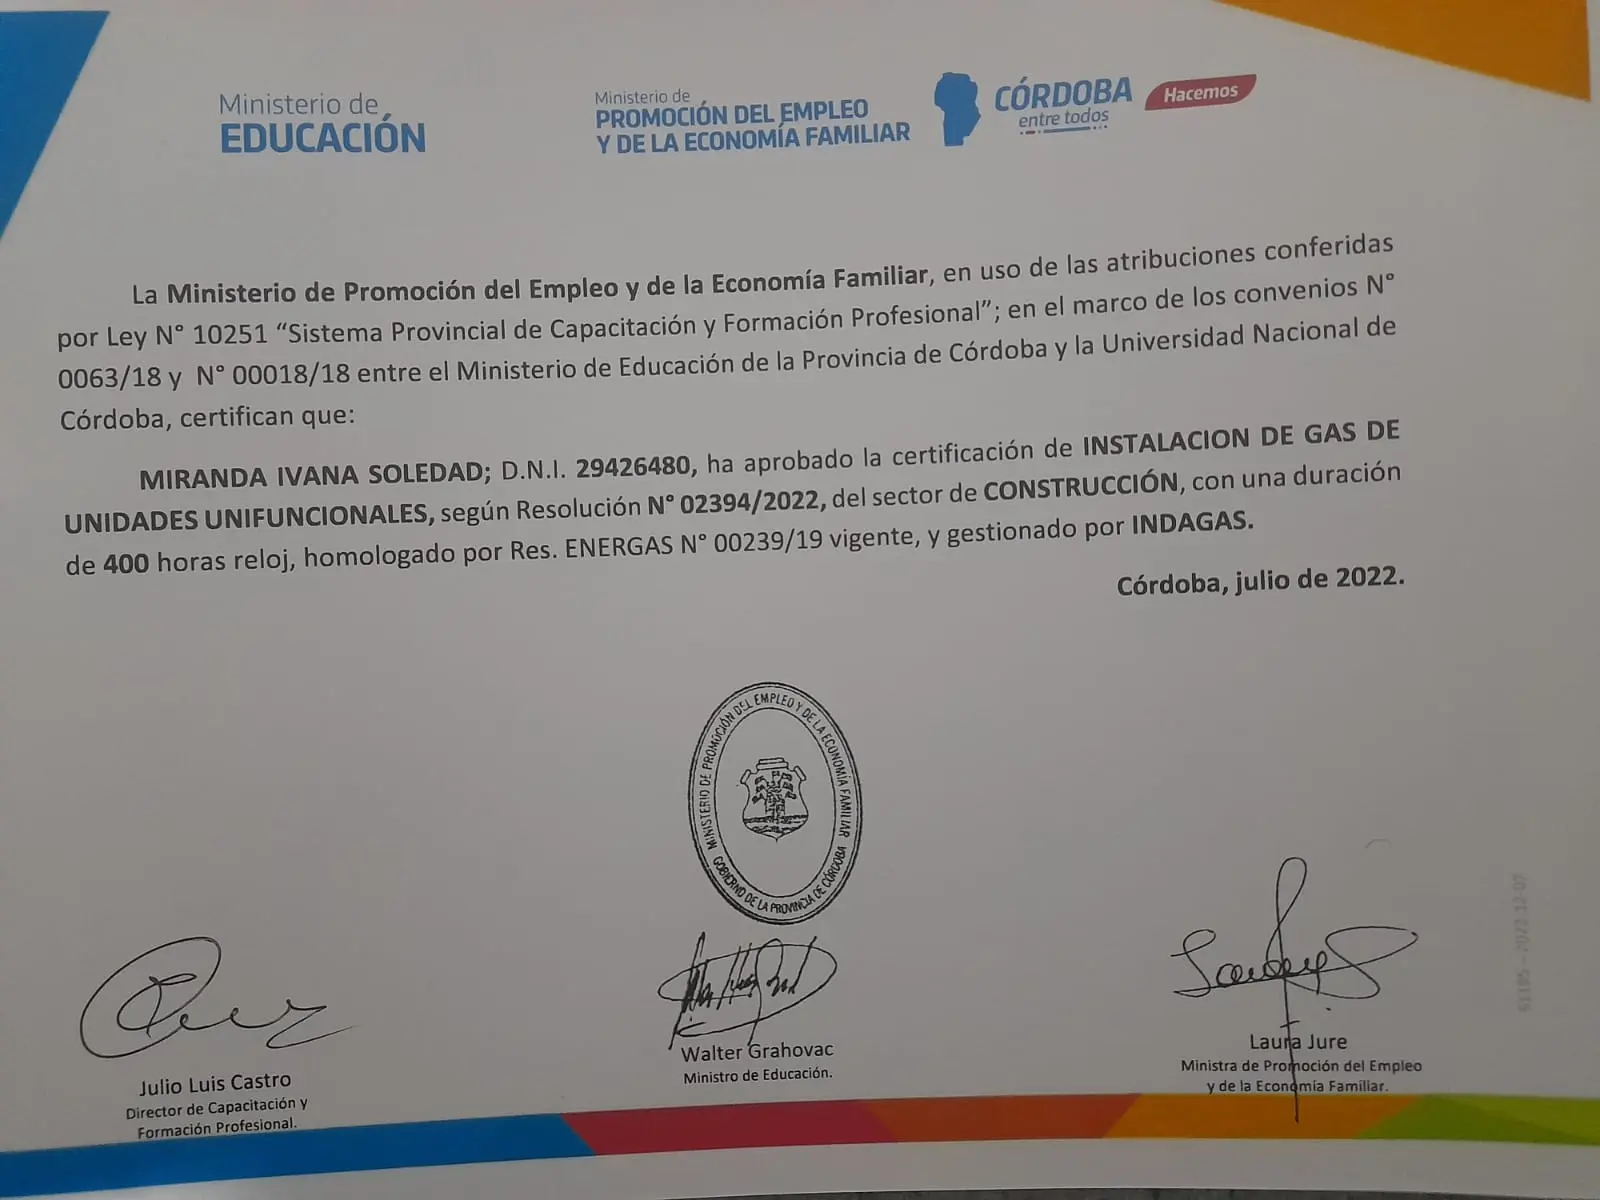 Ministerio de
EDUCACIÓN
Ministerio de
PROMOCIÓN DEL EMPLEO
Y DE LA ECONOMÍA FAMILIAR
CÓRDOBA
entre todos
Hacemos
La Ministerio de Promoción del Empleo y de la Economía Familiar, en uso de las atribuciones conferidas
por Ley N° 10251 “Sistema Provincial de Capacitación y Formación Profesional”; en el marco de los convenios N°
0063/18 y N° 00018/18 entre el Ministerio de Educación de la Provincia de Córdoba y la Universidad Nacional de
Córdoba, certifican que:
MIRANDA IVANA SOLEDAD; D.N.I. 29426480, ha aprobado la certificación de INSTALACION DE GAS DE
UNIDADES UNIFUNCIONALES, según Resolución N° 02394/2022, del sector de CONSTRUCCIÓN, con una duración
de 400 horas reloj, homologado por Res. ENERGAS N° 00239/19 vigente, y gestionado por INDAGAS.
Córdoba, julio de 2022.
MINISTERIO DE PROMOCIÓN DEL EMPLEO Y DE LA ECONOMÍA FAMILIAR
GOBIERNO DE LA PROVINCIA DE CÓRDOBA
Julio Luis Castro
Director de Capacitación y
Formación Profesional.
Walter Grahovac
Ministro de Educación.
Laura Jure
Ministra de Promoción del Empleo
y de la Economía Familiar.